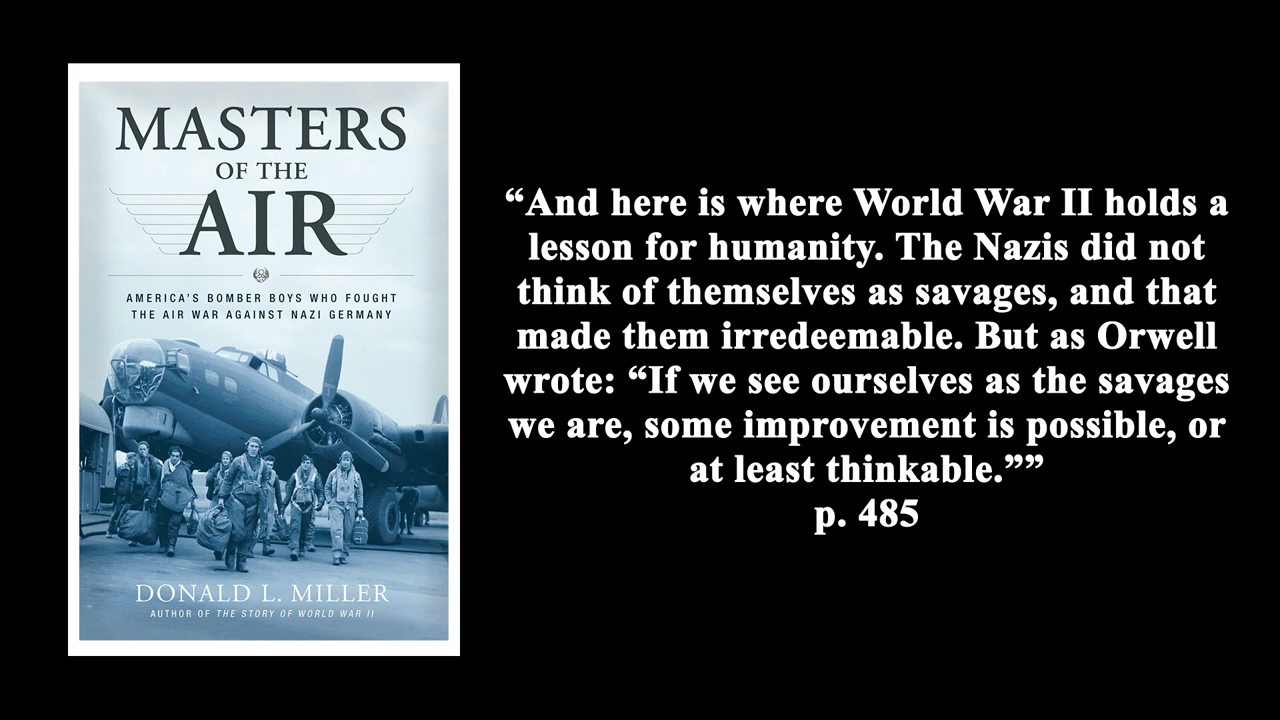 MASTERS
OF THE
AIR
AMERICA'S BOMBER BOYS WHO FOUGHT
THE AIR WAR AGAINST NAZI GERMANY
DONALD L. MILLER
AUTHOR OF THE STORY OF WORLD WAR II
“And here is where World War II holds a
lesson for humanity. The Nazis did not
think of themselves as savages, and that
made them irredeemable. But as Orwell
wrote: “If we see ourselves as the savages
we are, some improvement is possible, or
at least thinkable.””
p. 485